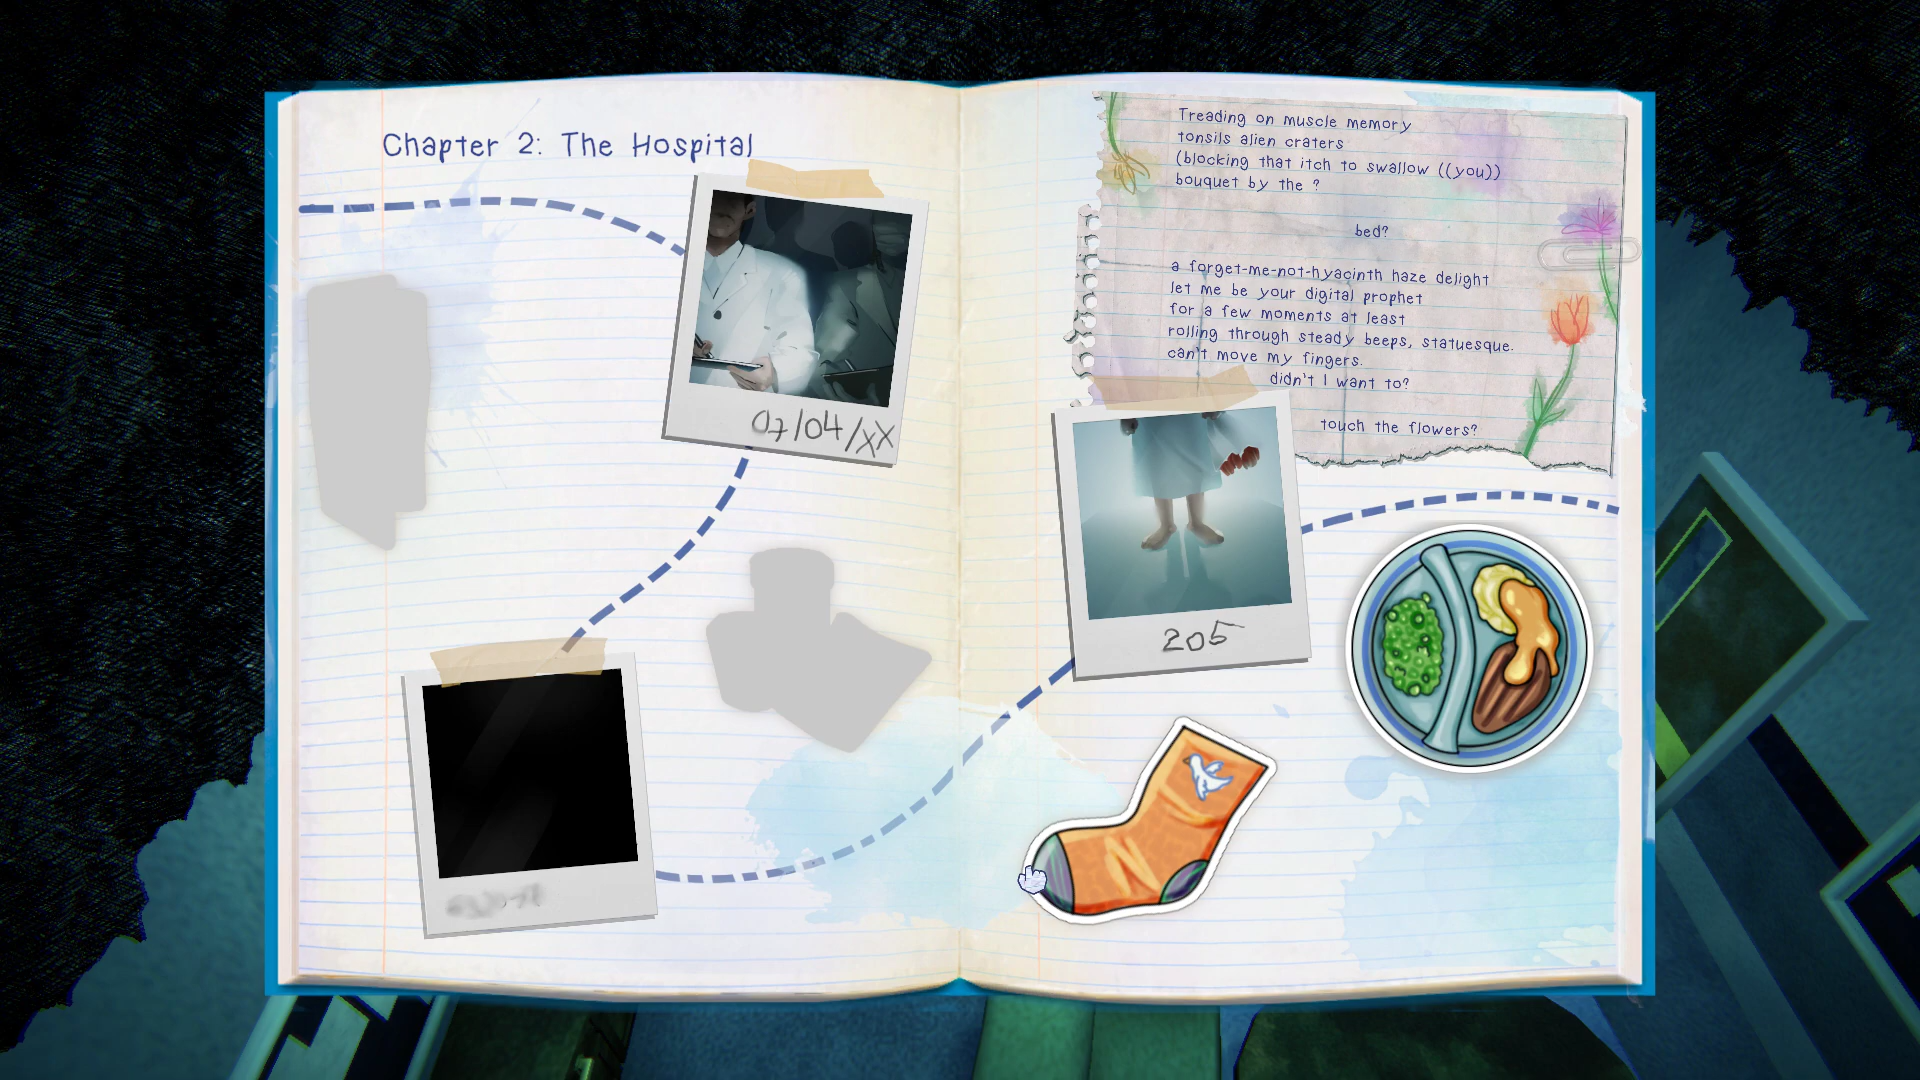 Chapter 2: The Hospital
07/04/XX
Treading on muscle memory
tonsils alien craters
(blocking that itch to swallow ((you))
bouquet by the ?
bed?
a forget-me-not-hyacinth haze delight
let me be your digital prophet
for a few moments at least
rolling through steady beeps, statuesque.
can't move my fingers.
didn't I want to?
touch the flowers?
205